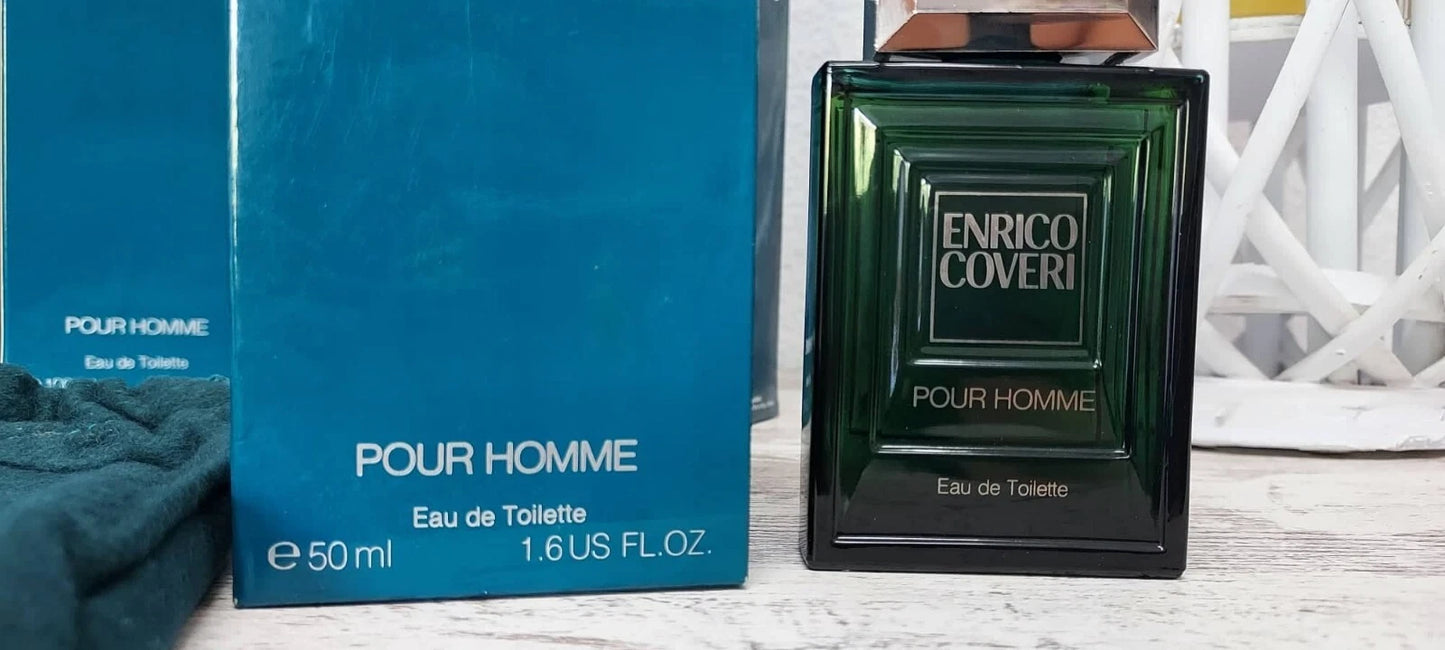 POUR HOMME
Eau de Toilette
POUR HOMME
Eau de Toilette
e 50 ml 1.6 US FL.OZ.
ENRICO
COVERI
POUR HOMME
Eau de Toilette